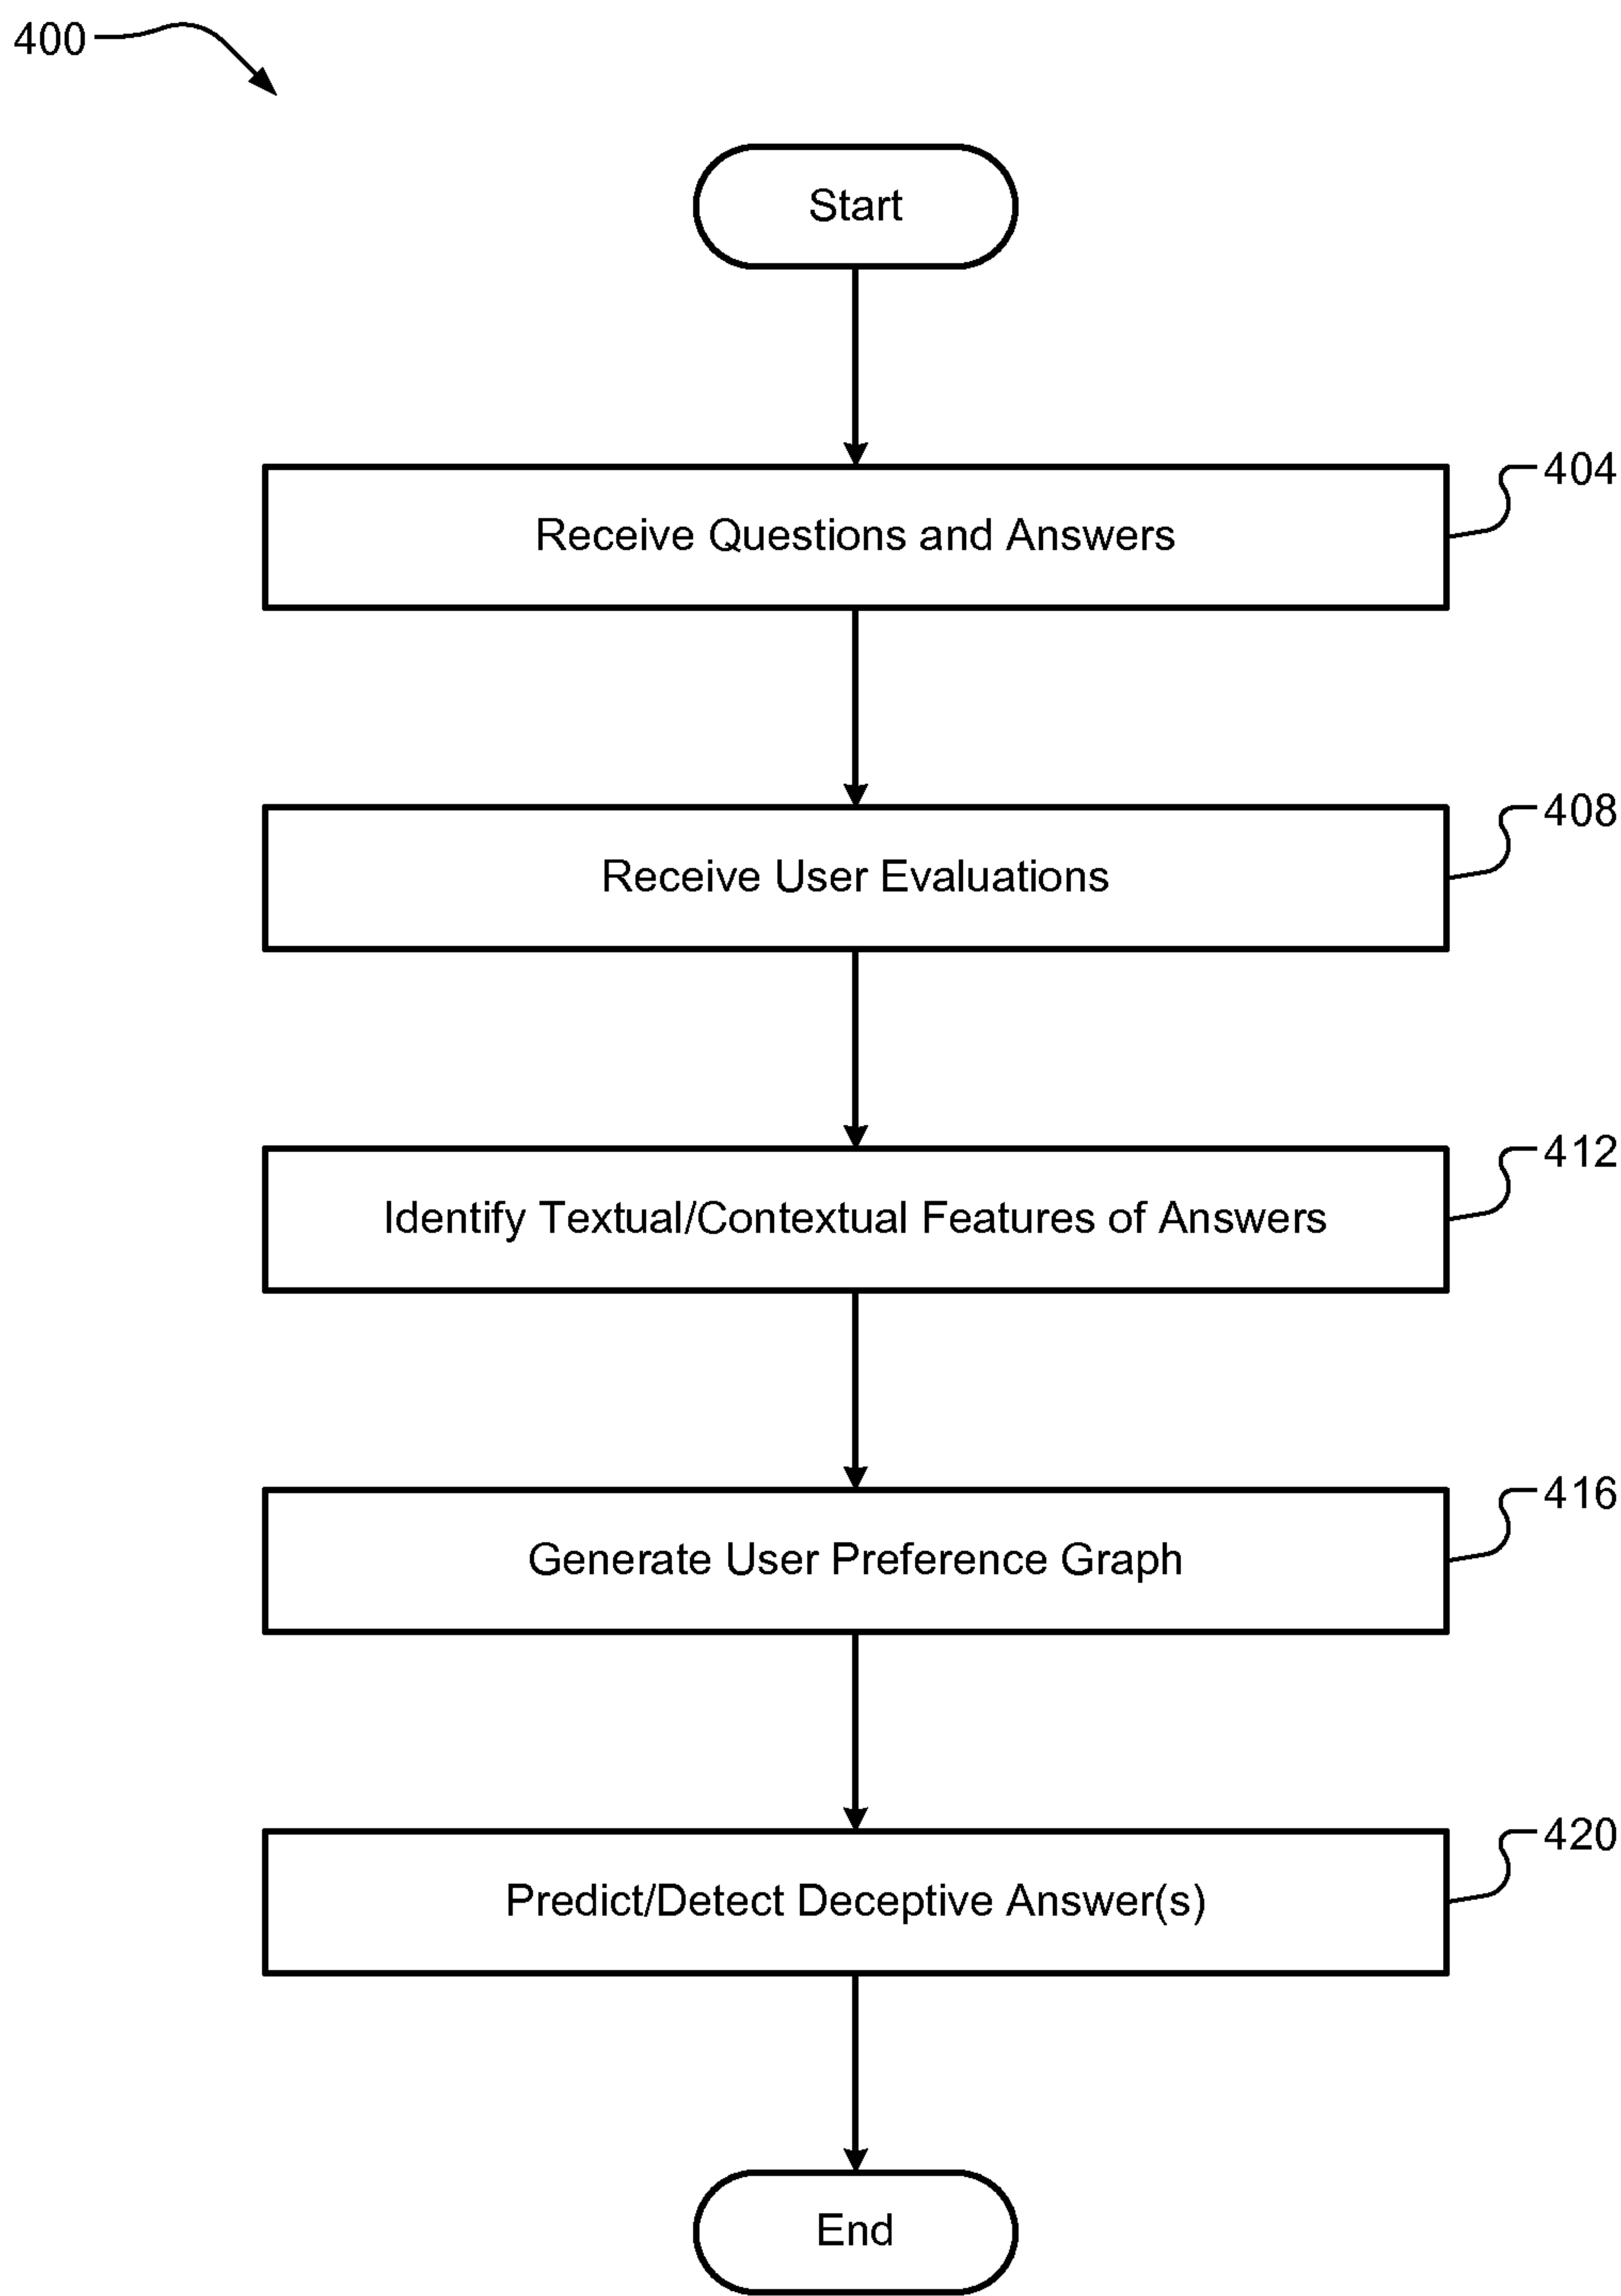 400
Start
Receive Questions and Answers
404
Receive User Evaluations
408
Identify Textual/Contextual Features of Answers
412
Generate User Preference Graph
416
Predict/Detect Deceptive Answer(s)
420
End